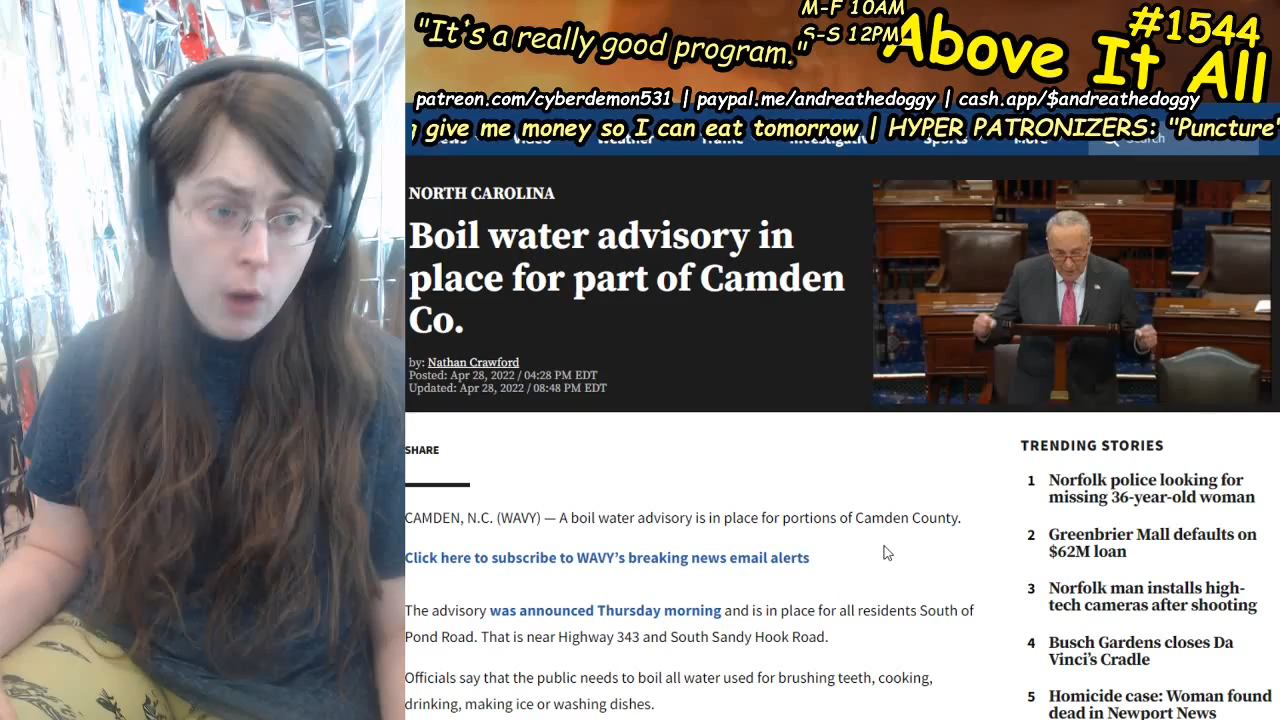 "It's a really good program."
M-F 10AM
S-S 12PM
#1544
Above It All
patreon.com/cyberdemon531 | paypal.me/andreathedoggy | cash.app/$andreathedoggy
give me money so I can eat tomorrow | HYPER PATRONIZERS: "Puncture"
Search
NORTH CAROLINA
Boil water advisory in
place for part of Camden
Co.
by: Nathan Crawford
Posted: Apr 28, 2022 / 04:28 PM EDT
Updated: Apr 28, 2022 / 08:48 PM EDT
SHARE
CAMDEN, N.C. (WAVY) — A boil water advisory is in place for portions of Camden County.
Click here to subscribe to WAVY's breaking news email alerts
The advisory was announced Thursday morning and is in place for all residents South of
Pond Road. That is near Highway 343 and South Sandy Hook Road.
Officials say that the public needs to boil all water used for brushing teeth, cooking,
drinking, making ice or washing dishes.
TRENDING STORIES
1 Norfolk police looking for
missing 36-year-old woman
2 Greenbrier Mall defaults on
$62M loan
3 Norfolk man installs high-
tech cameras after shooting
4 Busch Gardens closes Da
Vinci's Cradle
5 Homicide case: Woman found
dead in Newport News